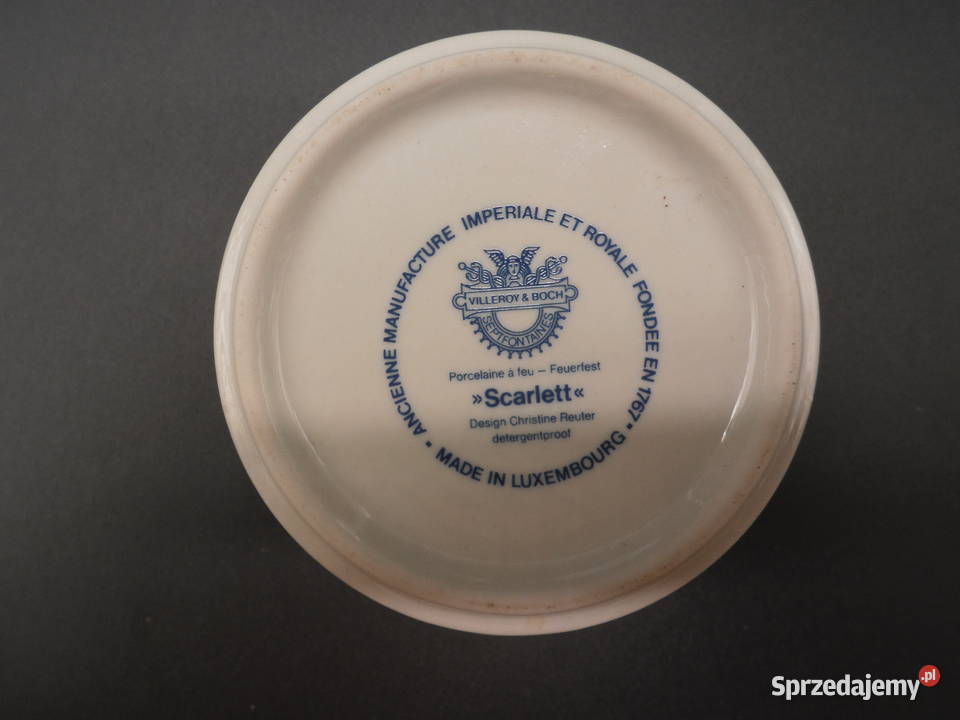 ANCIENNE MANUFACTURE IMPERIALE ET ROYALE FONDEE EN 1767 •
MADE IN LUXEMBOURG •
VILLEROY & BOCH
SEPTFONTAINES
Porcelaine à feu – Feuerfest
»Scarlett«
Design Christine Reuter
detergentproof
Sprzedajemy.pl